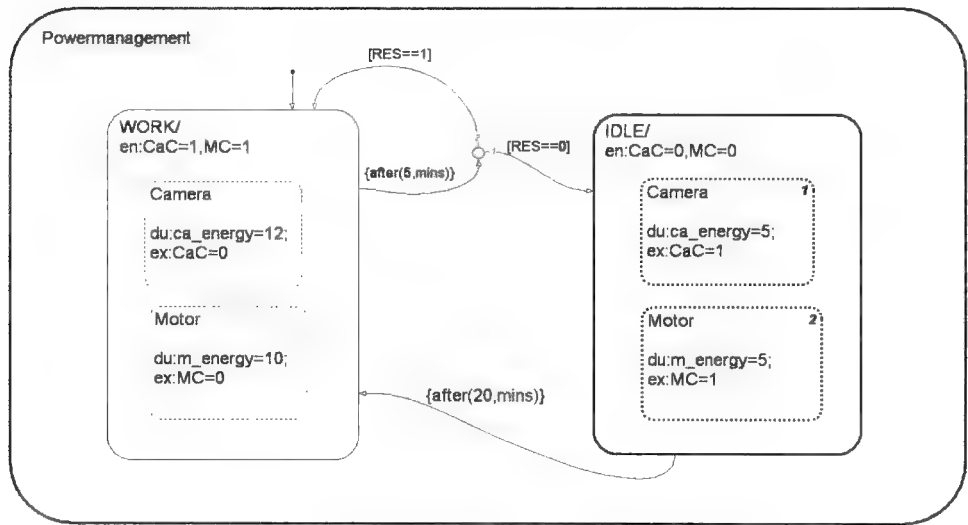 Powermanagement
[RES==1]
WORK/
en:CaC=1,MC=1
Camera
du:ca_energy=12;
ex:CaC=0
Motor
du:m_energy=10;
ex:MC=0
{after(5,mins)}
2
1
[RES==0]
IDLE/
en:CaC=0,MC=0
Camera 1
du:ca_energy=5;
ex:CaC=1
Motor 2
du:m_energy=5;
ex:MC=1
{after(20,mins)}